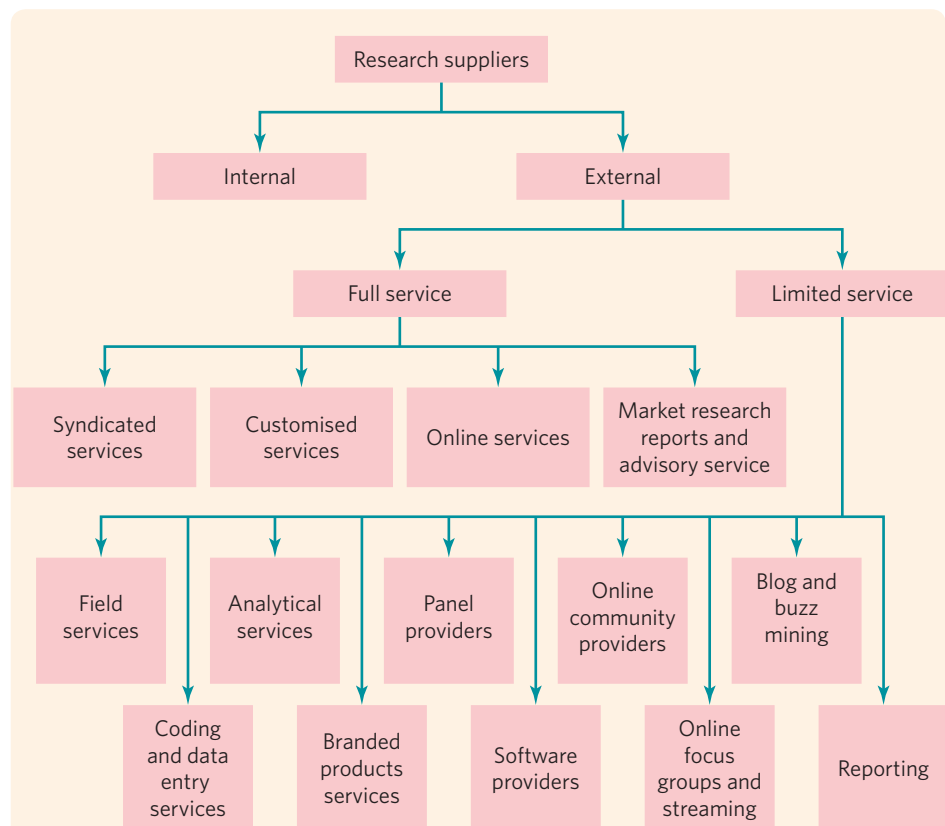 Research suppliers
Internal
External
Full service
Limited service
Syndicated
services
Customised
services
Online services
Market research
reports and
advisory service
Field
services
Analytical
services
Panel
providers
Online
community
providers
Blog and
buzz
mining
Coding
and data
entry
services
Branded
products
services
Software
providers
Online
focus
groups and
streaming
Reporting